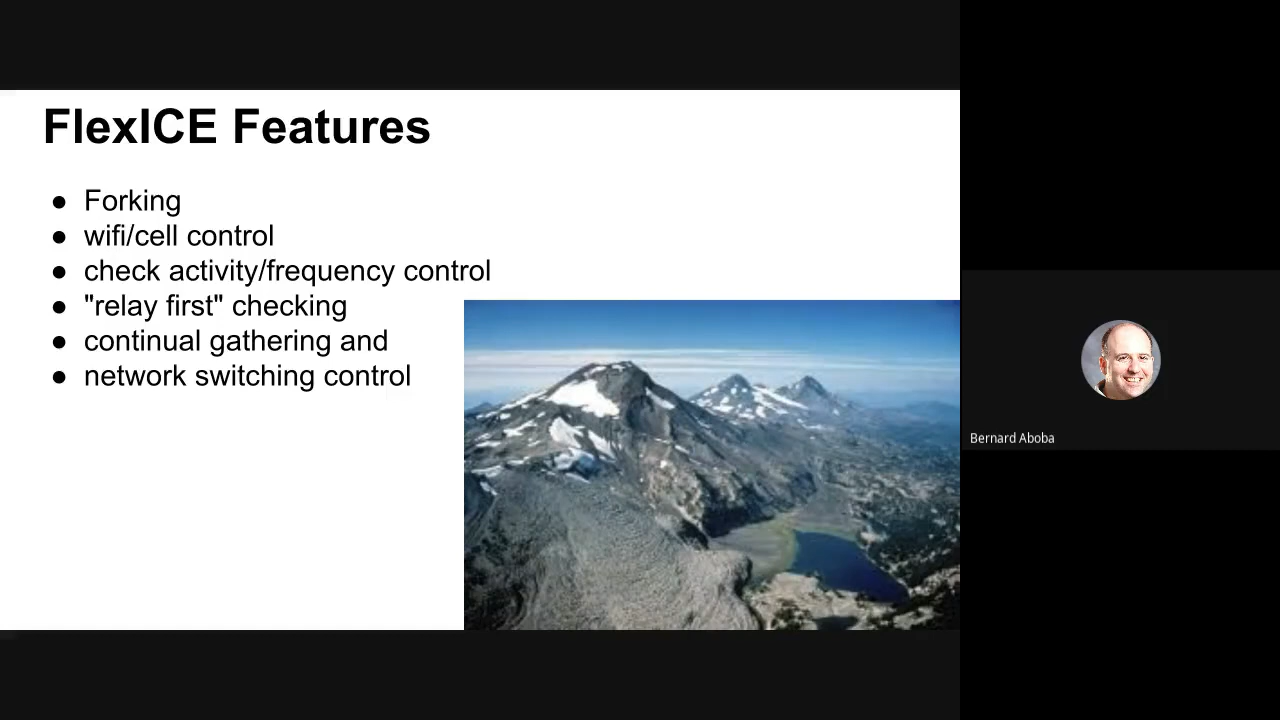 FlexICE Features
● Forking
● wifi/cell control
● check activity/frequency control
● "relay first" checking
● continual gathering and
● network switching control
Bernard Aboba